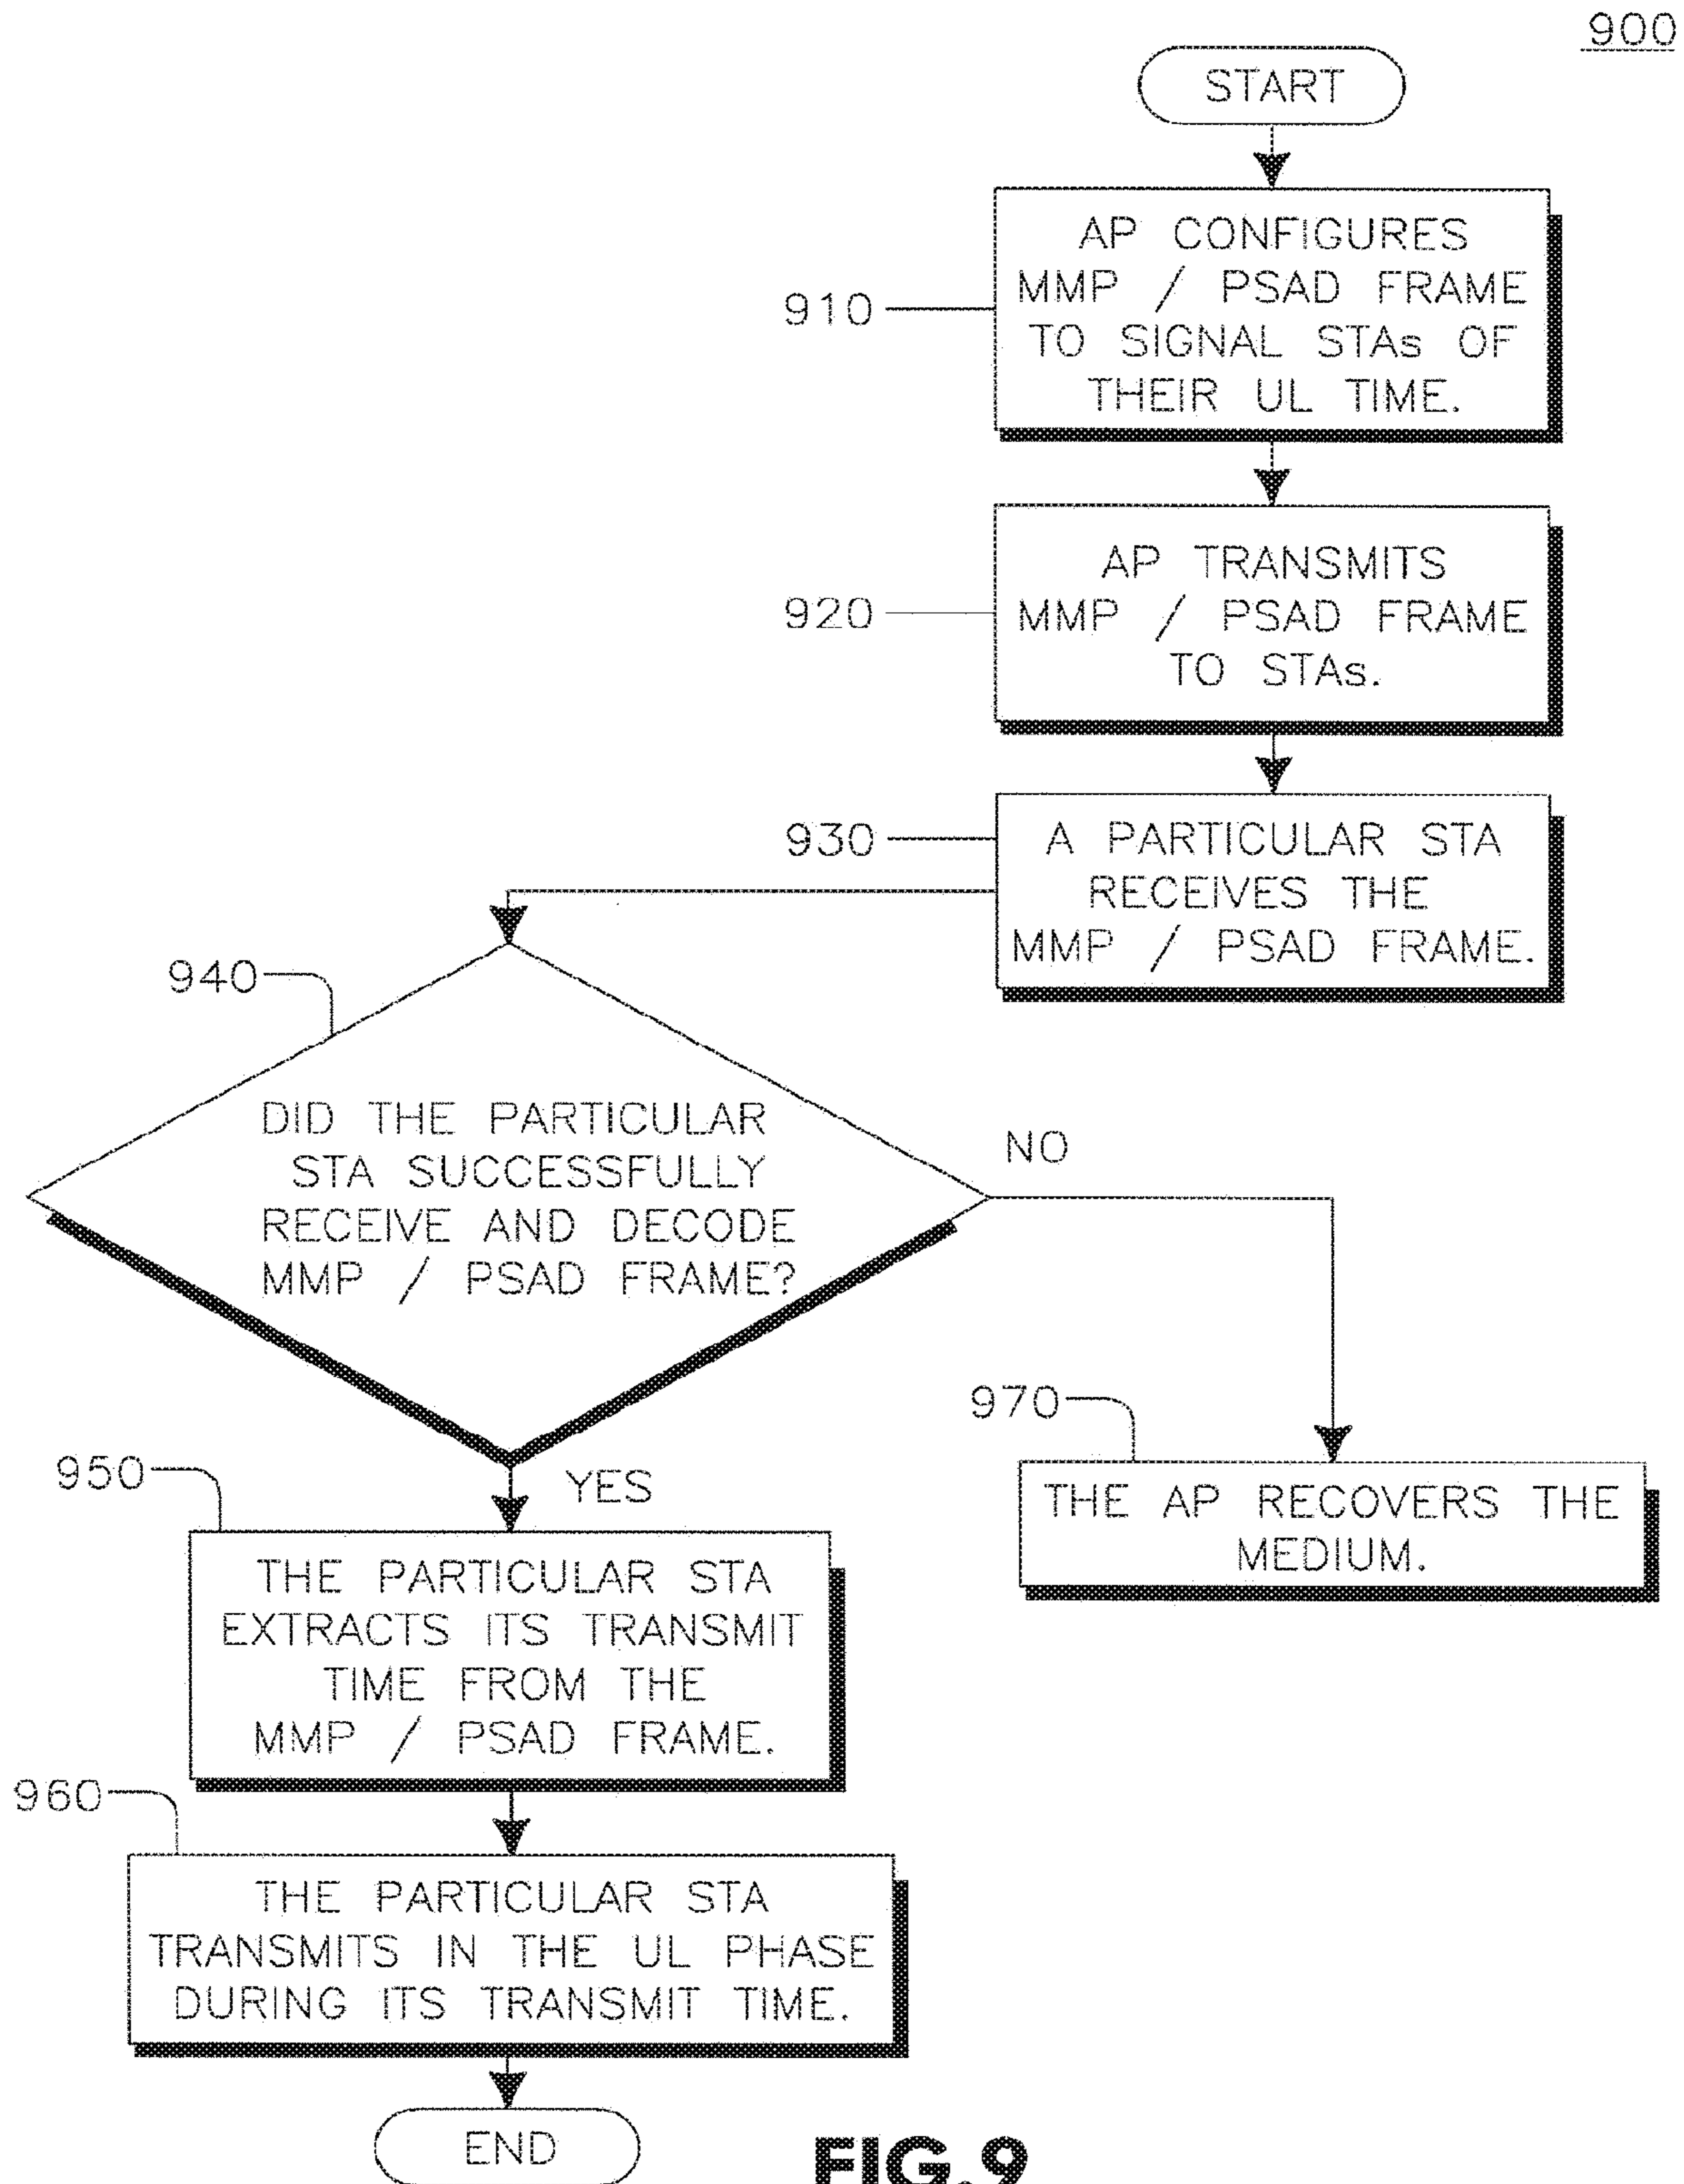 900
START
910
AP CONFIGURES
MMP / PSAD FRAME
TO SIGNAL STAs OF
THEIR UL TIME.
920
AP TRANSMITS
MMP / PSAD FRAME
TO STAs.
930
A PARTICULAR STA
RECEIVES THE
MMP / PSAD FRAME.
940
DID THE PARTICULAR
STA SUCCESSFULLY
RECEIVE AND DECODE
MMP / PSAD FRAME?
NO
970
THE AP RECOVERS THE
MEDIUM.
YES
950
THE PARTICULAR STA
EXTRACTS ITS TRANSMIT
TIME FROM THE
MMP / PSAD FRAME.
960
THE PARTICULAR STA
TRANSMITS IN THE UL PHASE
DURING ITS TRANSMIT TIME.
END
FIG.9